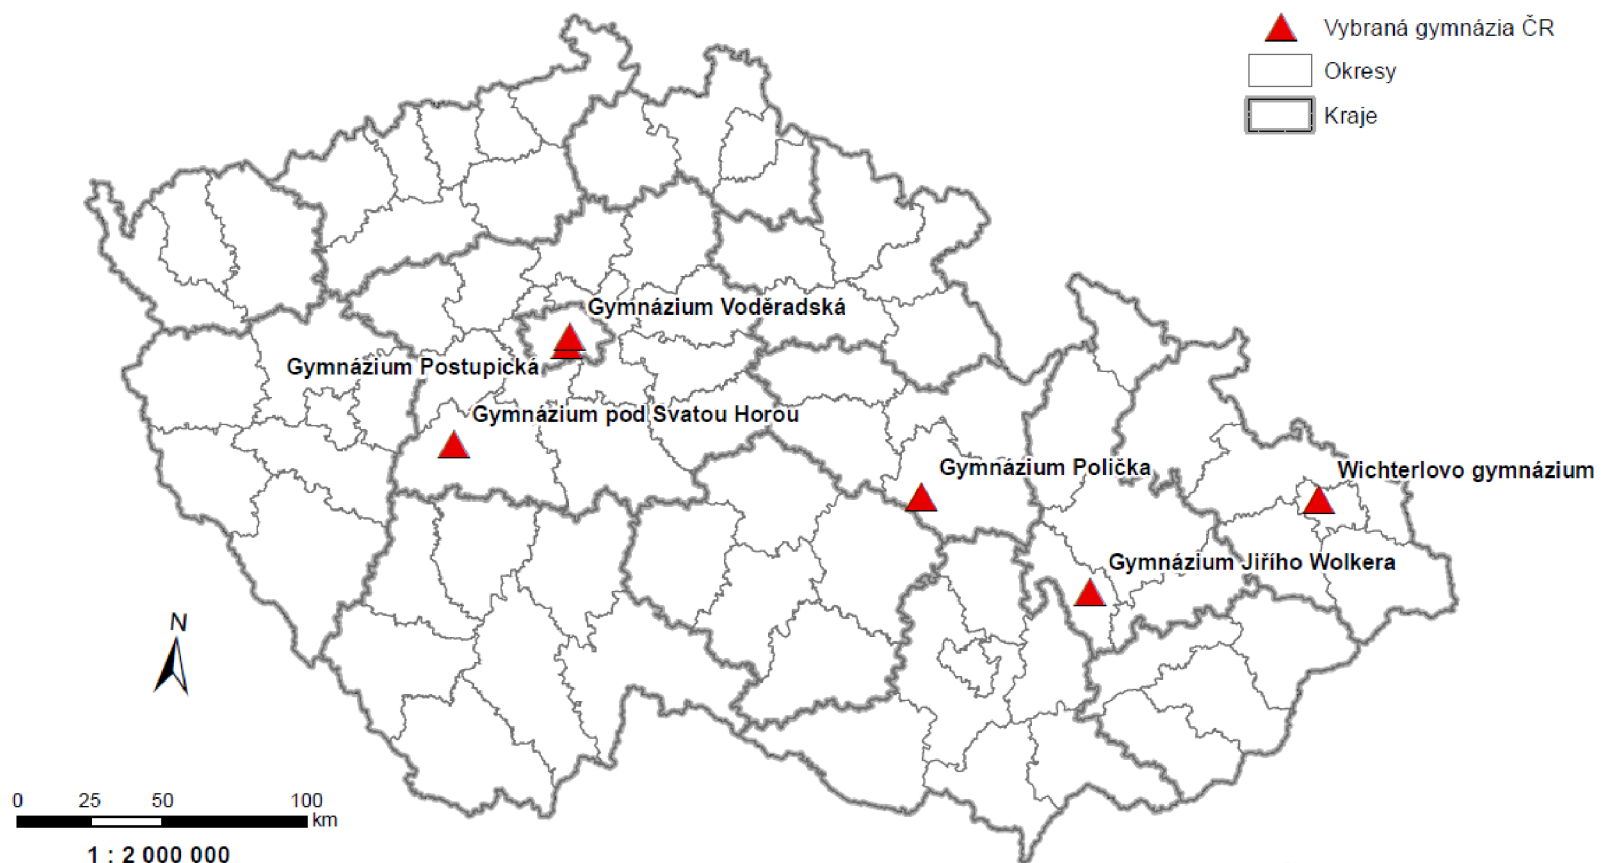 Vybraná gymnázia ČR
Okresy
Kraje
Gymnázium Voděradská
Gymnázium Postupická
Gymnázium pod Svatou Horou
Gymnázium Polička
Wichterlovo gymnázium
Gymnázium Jiřího Wolkera
N
0 25 50 100
km
1 : 2 000 000